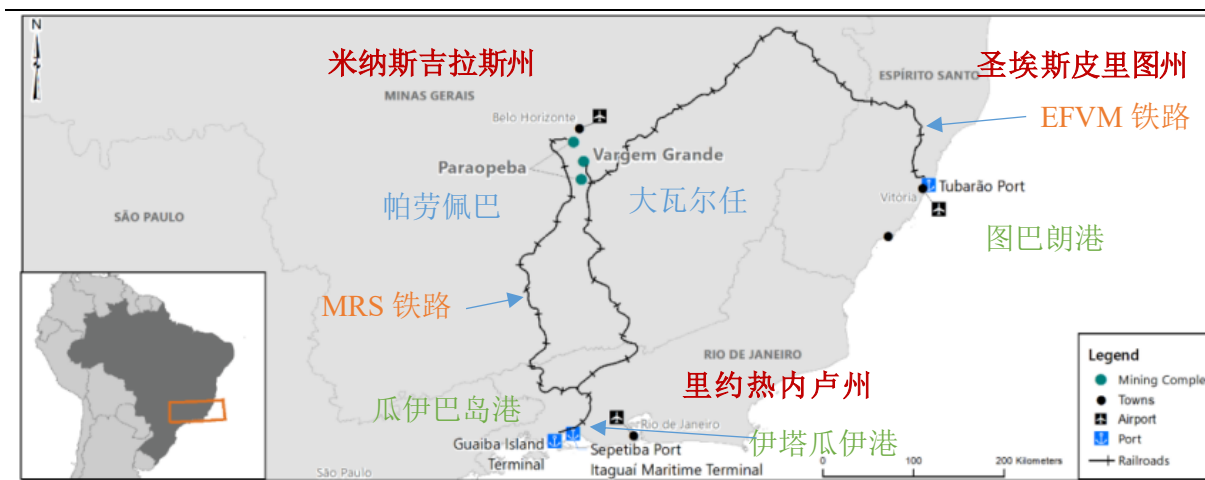 N
米纳斯吉拉斯州
MINAS GERAIS
ESPÍRITO SANTO
圣埃斯皮里图州
EFVM 铁路
Belo Horizonte
Vargem Grande
Paraopeba
帕劳佩巴
大瓦尔任
SÃO PAULO
Vitória
Tubarão Port
图巴朗港
MRS 铁路
RIO DE JANEIRO
里约热内卢州
瓜伊巴岛港
Rio de Janeiro
伊塔瓜伊港
Guaiba Island
Terminal
Sepetiba Port
Itaguaí Maritime Terminal
São Paulo
0 100 200 Kilometers
Legend
Mining Comple
Towns
Airport
Port
Railroads